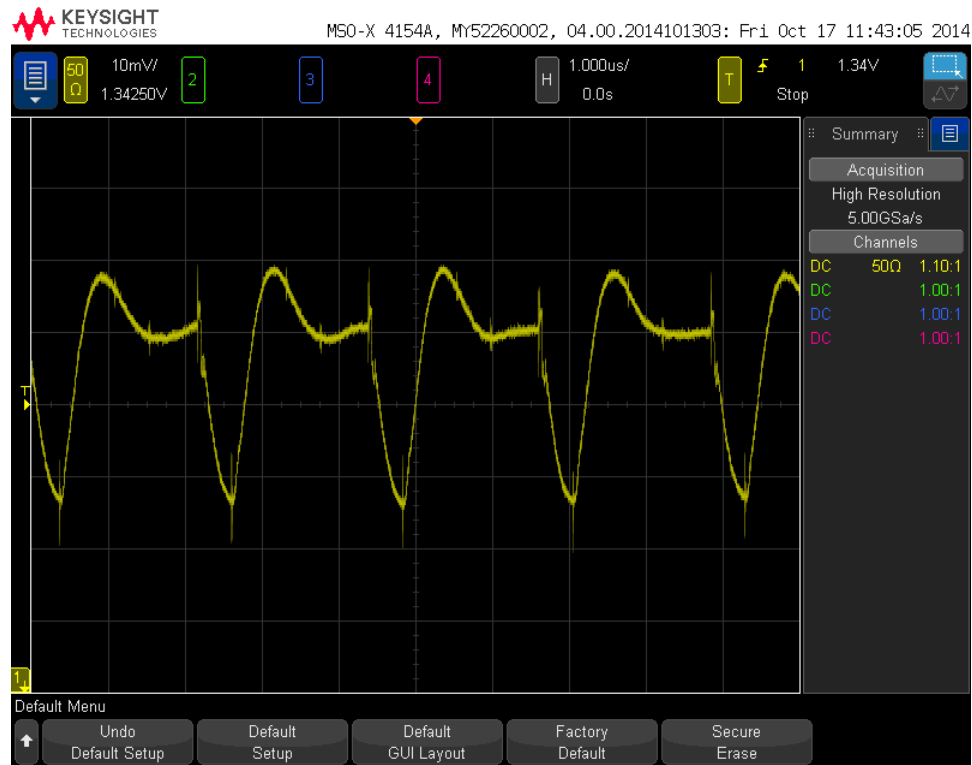 KEYSIGHT
TECHNOLOGIES
MSO-X 4154A, MY52260002, 04.00.2014101303: Fri Oct 17 11:43:05 2014
50 Ω
10mV/
1.34250V
2
3
4
H
1.000us/
0.0s
T
1
1.34V
Stop
Summary
Acquisition
High Resolution
5.00GSa/s
Channels
DC 50Ω 1.10:1
DC 1.00:1
DC 1.00:1
DC 1.00:1
T
1
Default Menu
Undo
Default Setup
Default
Setup
Default
GUI Layout
Factory
Default
Secure
Erase